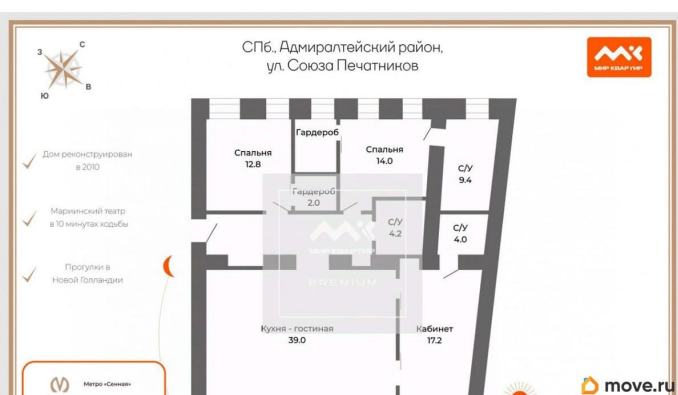 СПб., Адмиралтейский район,
ул. Союза Печатников
МИР КВАРТИР
С
З
В
Ю
Дом реконструирован
в 2010
Мариинский театр
в 10 минутах ходьбы
Прогулки в
Новой Голландии
Метро «Сенная»
Гардероб
Спальня
12.8
Спальня
14.0
С/У
9.4
Гардероб
2.0
С/У
4.2
С/У
4.0
МИР КВАРТИР
PREMIUM
Кухня - гостиная
39.0
Кабинет
17.2
move.ru